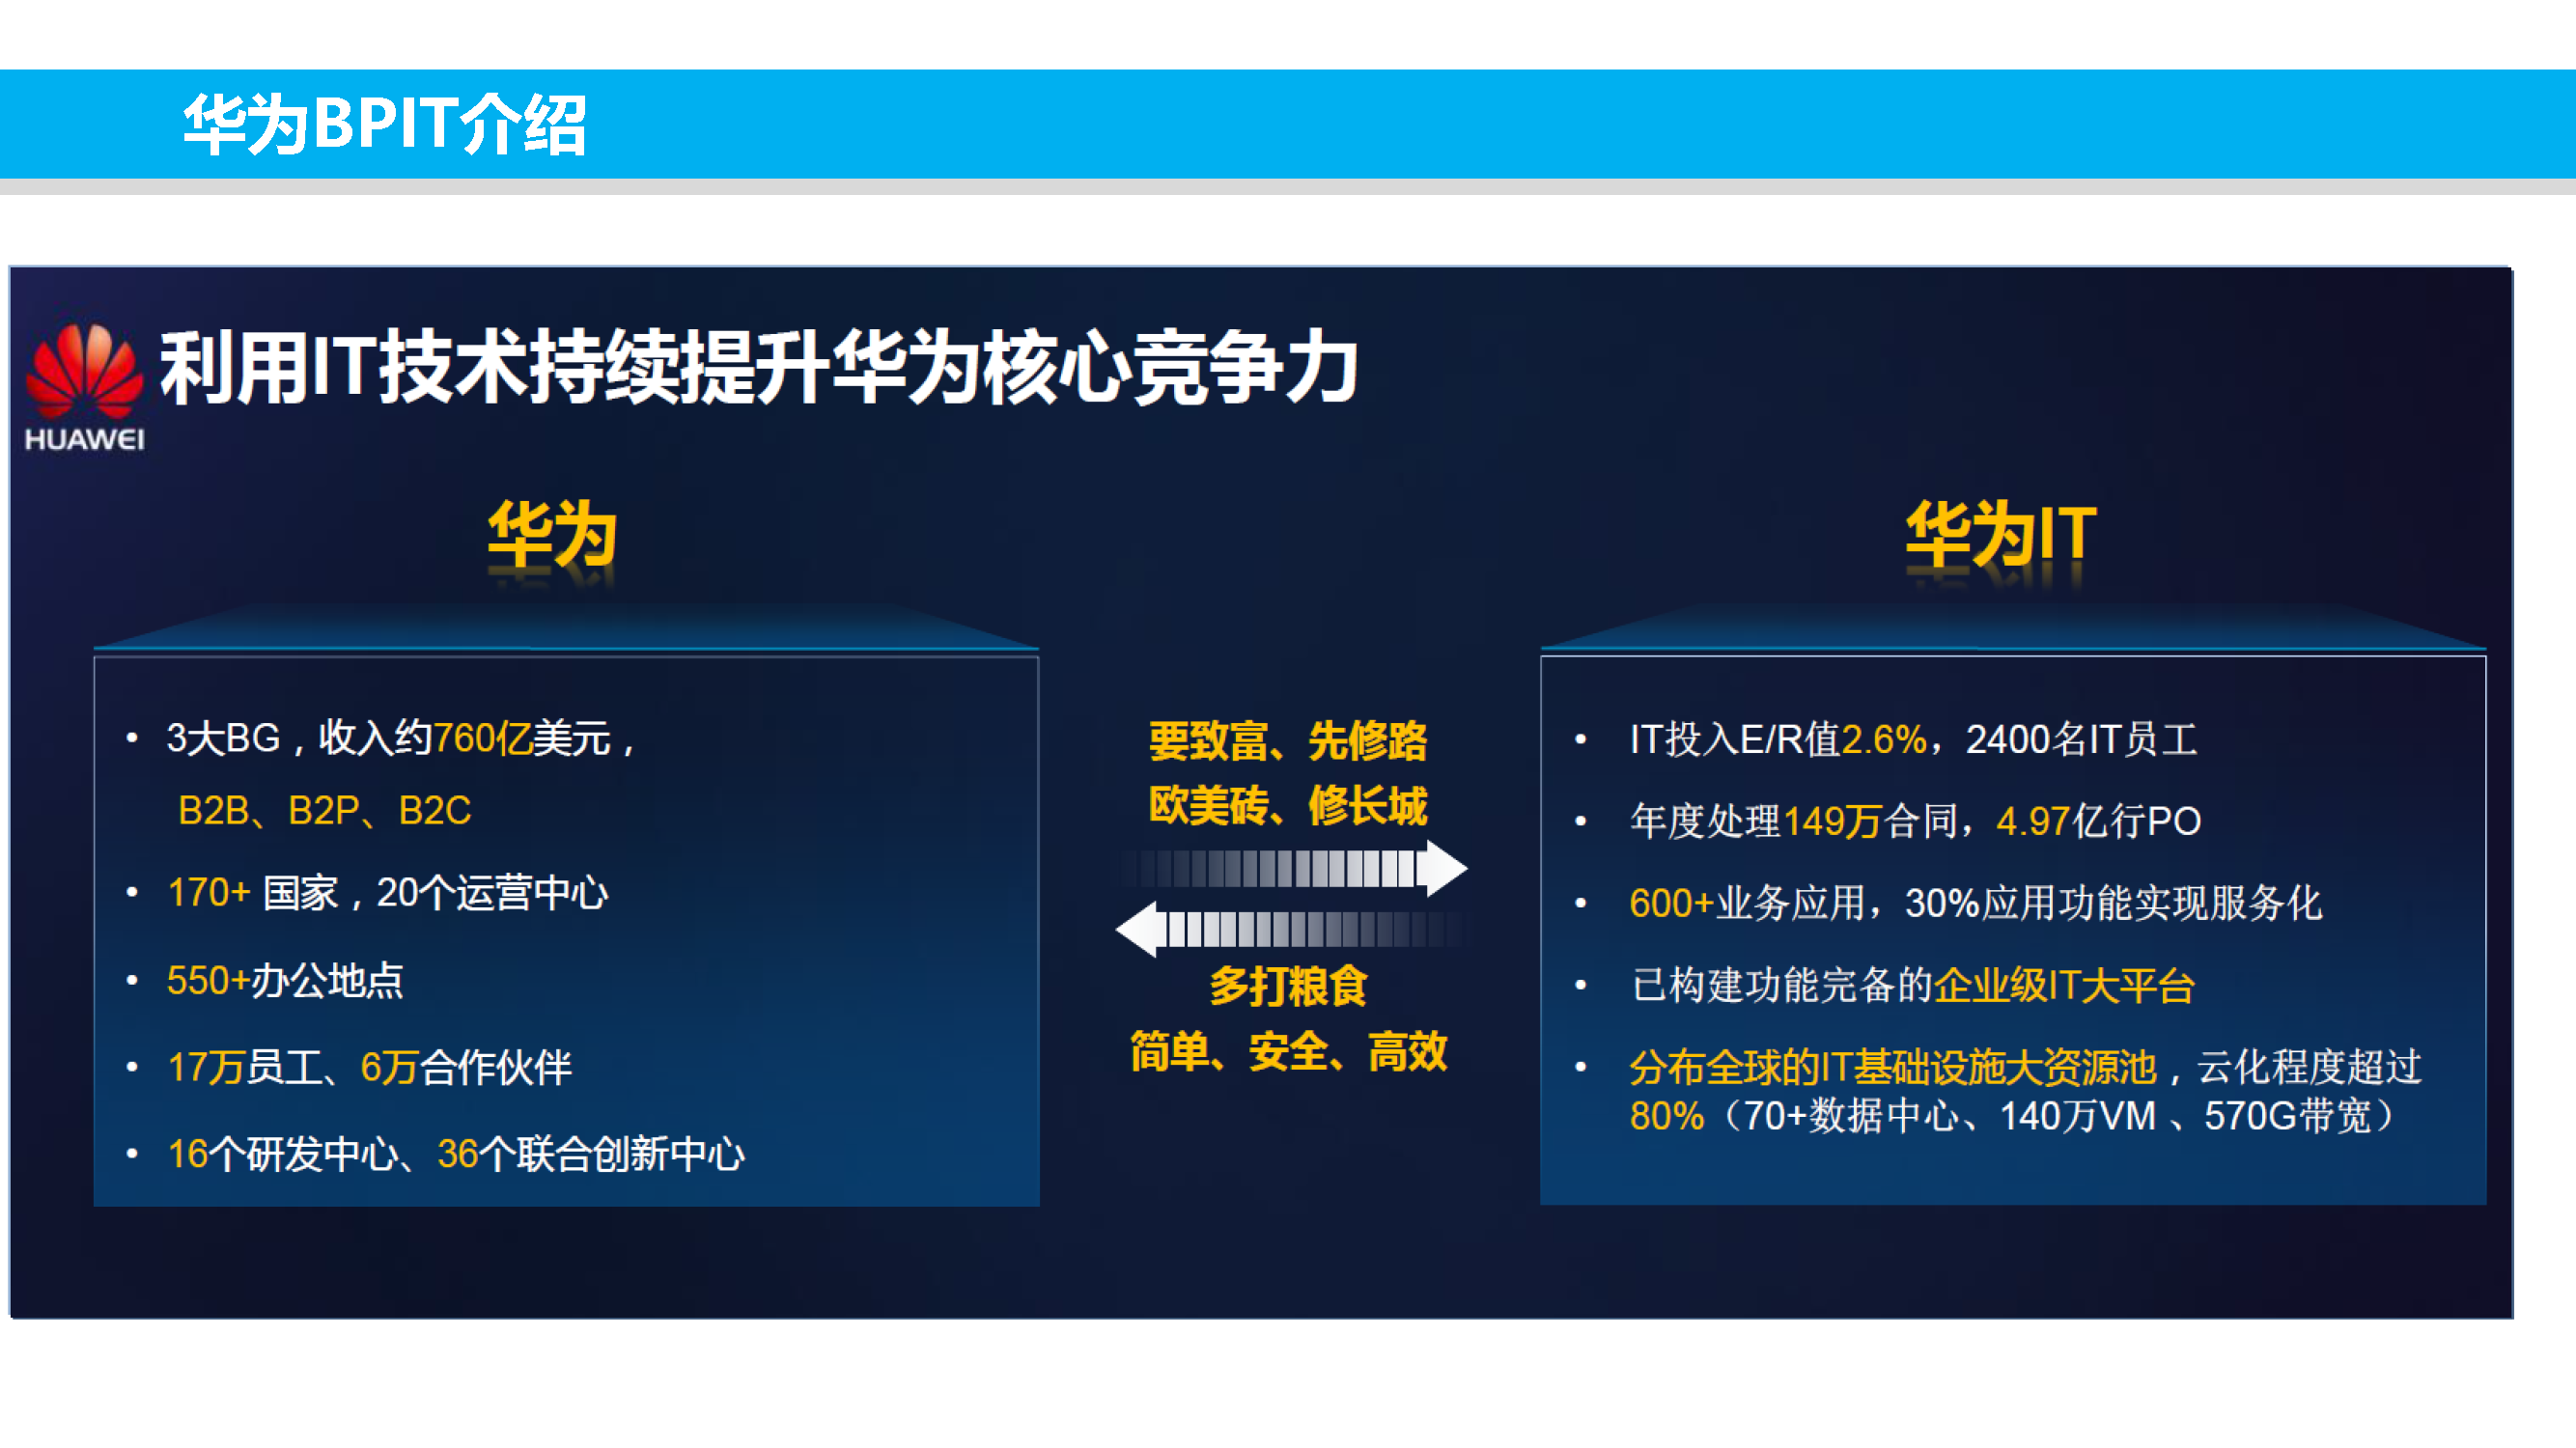 华为BPIT介绍
利用IT技术持续提升华为核心竞争力
HUAWEI
华为
• 3大BG，收入约760亿美元，
B2B、B2P、B2C
• 170+ 国家，20个运营中心
• 550+办公地点
• 17万员工、6万合作伙伴
• 16个研发中心、36个联合创新中心
要致富、先修路
欧美砖、修长城
多打粮食
简单、安全、高效
华为IT
• IT投入E/R值2.6%，2400名IT员工
• 年度处理149万合同，4.97亿行PO
• 600+业务应用，30%应用功能实现服务化
• 已构建功能完备的企业级IT大平台
• 分布全球的IT基础设施大资源池，云化程度超过
80%（70+数据中心、140万VM 、570G带宽）